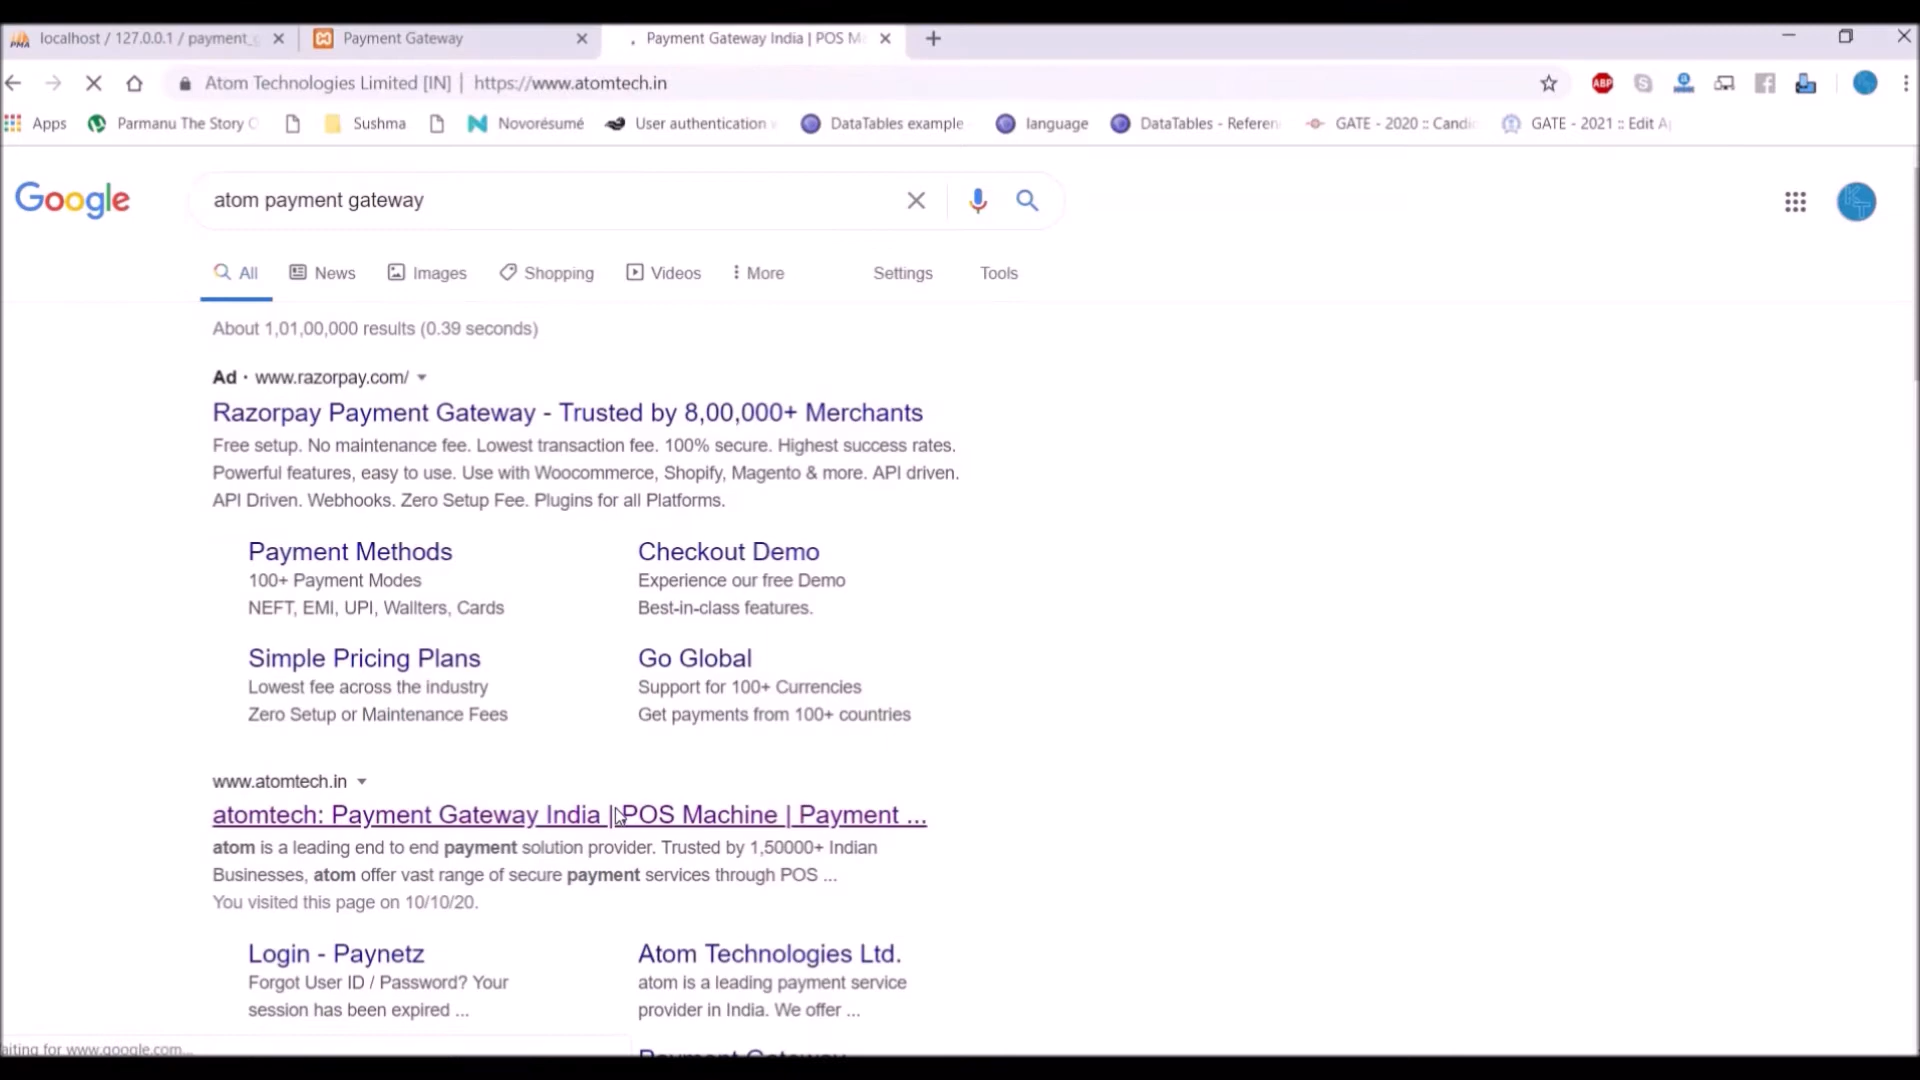 localhost / 127.0.0.1 / payment_
Payment Gateway
Payment Gateway India | POS Ma
Atom Technologies Limited [IN] | https://www.atomtech.in
ABP
Apps
Parmanu The Story
Sushma
Novorésumé
User authentication
DataTables example
language
DataTables - Referen
GATE - 2020 :: Candi
GATE - 2021 :: Edit A
Google
atom payment gateway
All
News
Images
Shopping
Videos
More
Settings
Tools
About 1,01,00,000 results (0.39 seconds)
Ad · www.razorpay.com/
Razorpay Payment Gateway - Trusted by 8,00,000+ Merchants
Free setup. No maintenance fee. Lowest transaction fee. 100% secure. Highest success rates.
Powerful features, easy to use. Use with Woocommerce, Shopify, Magento & more. API driven.
API Driven. Webhooks. Zero Setup Fee. Plugins for all Platforms.
Payment Methods
100+ Payment Modes
NEFT, EMI, UPI, Wallters, Cards
Checkout Demo
Experience our free Demo
Best-in-class features.
Simple Pricing Plans
Lowest fee across the industry
Zero Setup or Maintenance Fees
Go Global
Support for 100+ Currencies
Get payments from 100+ countries
www.atomtech.in
atomtech: Payment Gateway India | POS Machine | Payment ...
atom is a leading end to end payment solution provider. Trusted by 1,50000+ Indian
Businesses, atom offer vast range of secure payment services through POS ...
You visited this page on 10/10/20.
Login - Paynetz
Forgot User ID / Password? Your
session has been expired ...
Atom Technologies Ltd.
atom is a leading payment service
provider in India. We offer ...
Payment Gateway
aiting for www.google.com...